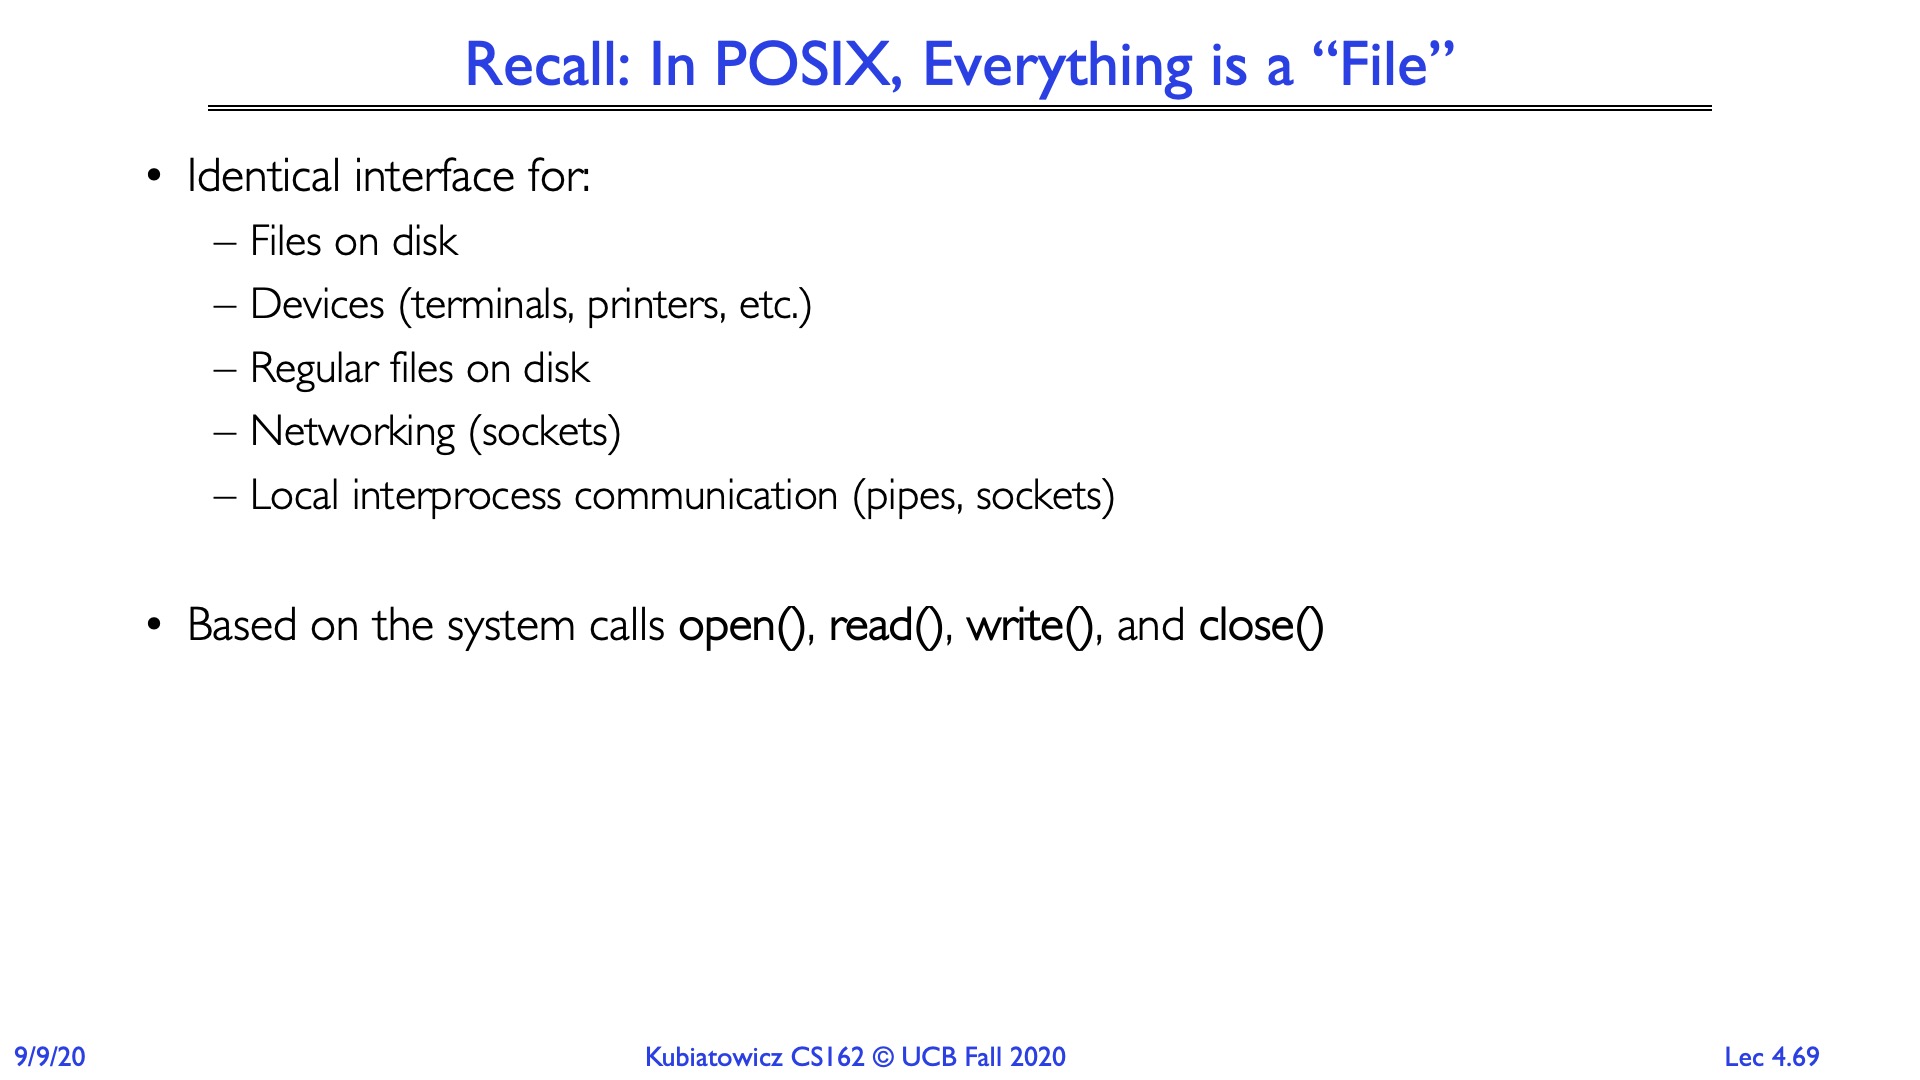 Recall: In POSIX, Everything is a “File”
• Identical interface for:
– Files on disk
– Devices (terminals, printers, etc.)
– Regular files on disk
– Networking (sockets)
– Local interprocess communication (pipes, sockets)
• Based on the system calls open(), read(), write(), and close()
9/9/20
Kubiatowicz CS162 © UCB Fall 2020
Lec 4.69